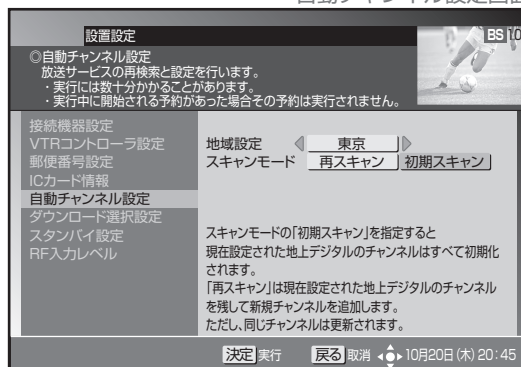 設置設定
BS 10
◎自動チャンネル設定
放送サービスの再検索と設定を行います。
・実行には数十分かかることがあります。
・実行中に開始される予約があった場合その予約は実行されません。
接続機器設定
VTRコントローラ設定
郵便番号設定
ICカード情報
自動チャンネル設定
ダウンロード選択設定
スタンバイ設定
RF入力レベル
地域設定 東京
スキャンモード 再スキャン 初期スキャン
スキャンモードの「初期スキャン」を指定すると
現在設定された地上デジタルのチャンネルはすべて初期化
されます。
「再スキャン」は現在設定された地上デジタルのチャンネル
を残して新規チャンネルを追加します。
ただし、同じチャンネルは更新されます。
決定 実行 戻る 取消 10月20日(木)20:45